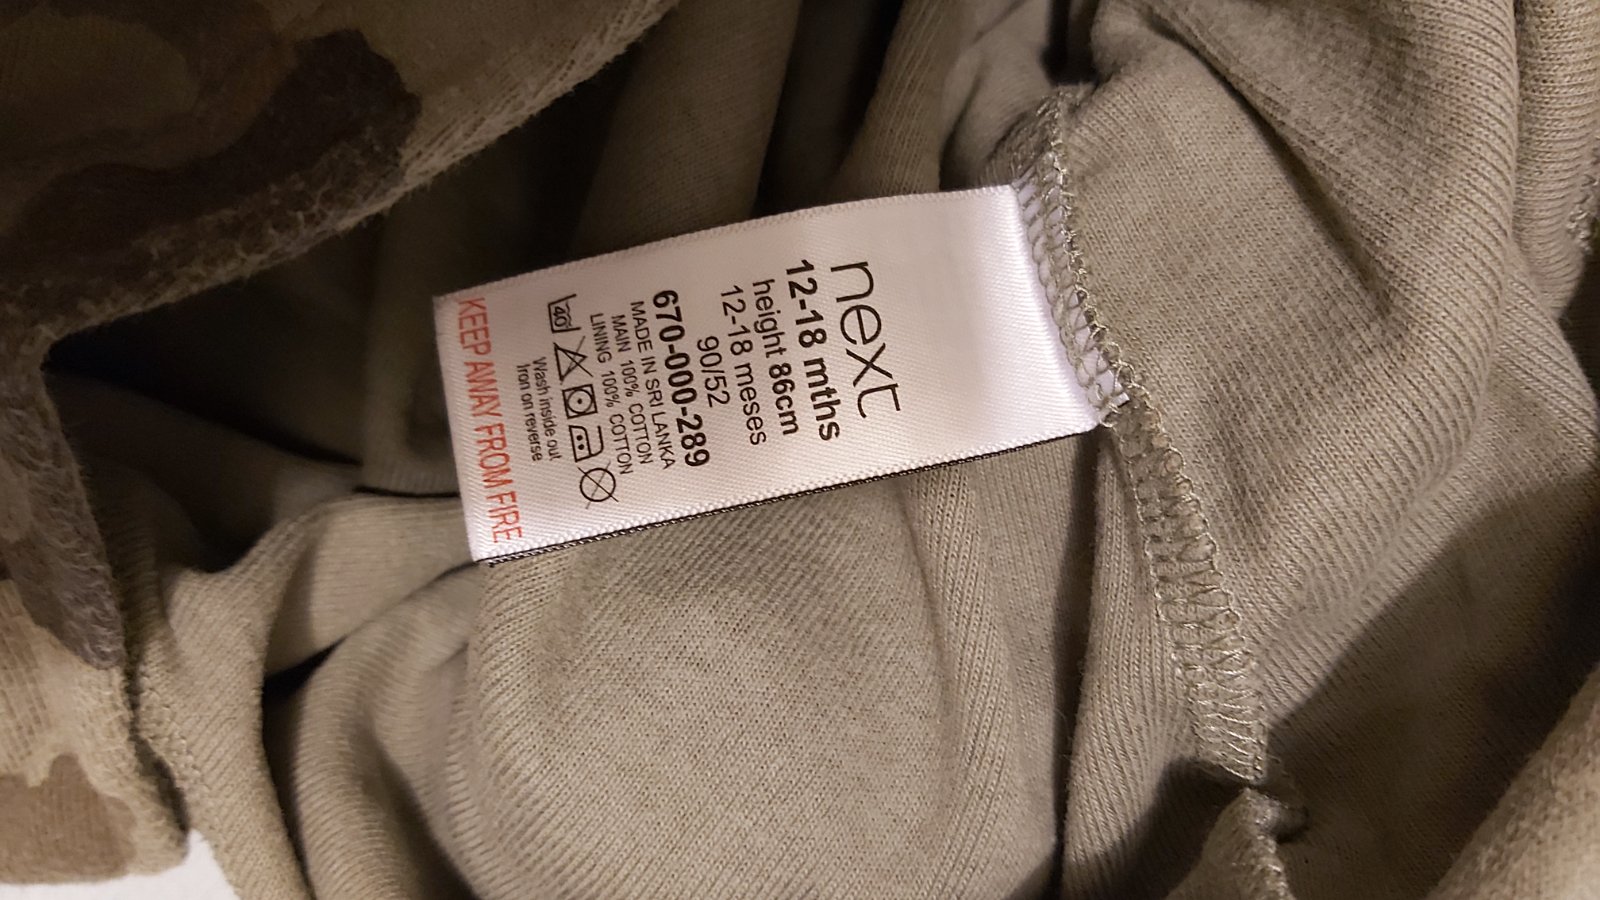 next
12-18 mths
height 86cm
12-18 meses
90/52
670-000-289
MADE IN SRI LANKA
MAIN 100% COTTON
LINING 100% COTTON
40
Wash inside out
Iron on reverse
KEEP AWAY FROM FIRE